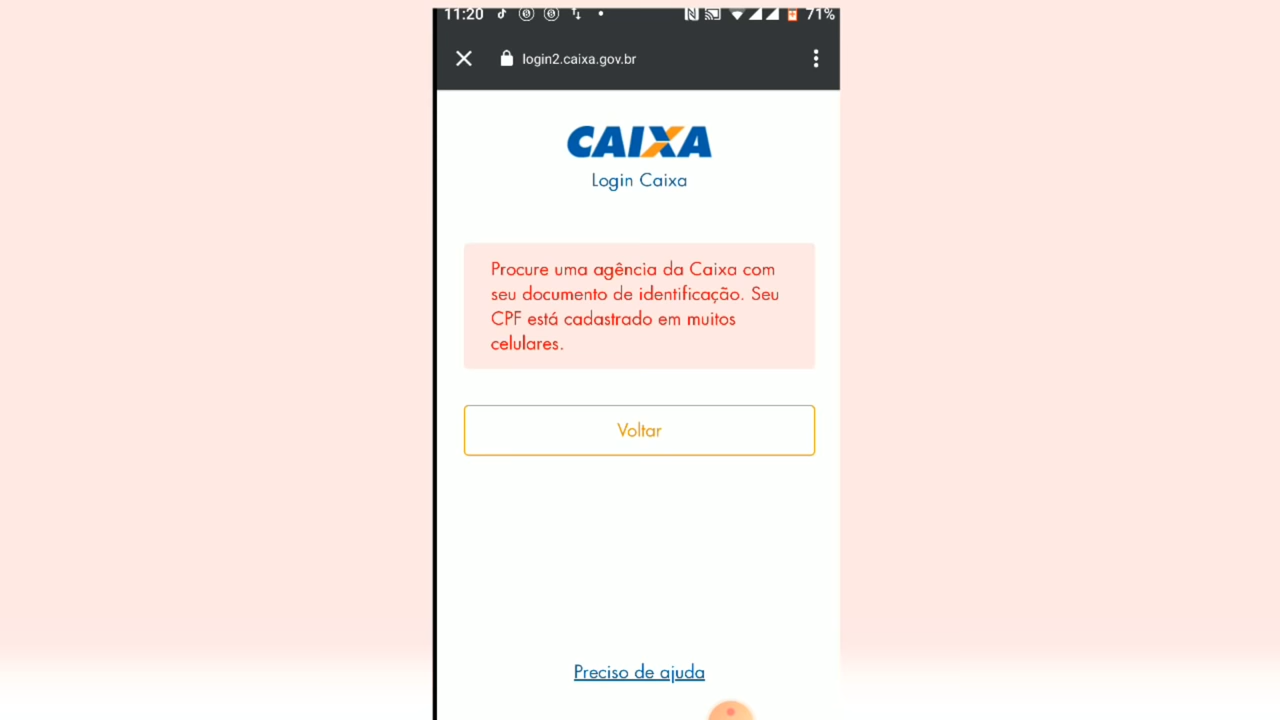 11:20
71%
login2.caixa.gov.br
CAIXA
Login Caixa
Procure uma agência da Caixa com
seu documento de identificação. Seu
CPF está cadastrado em muitos
celulares.
Voltar
Preciso de ajuda